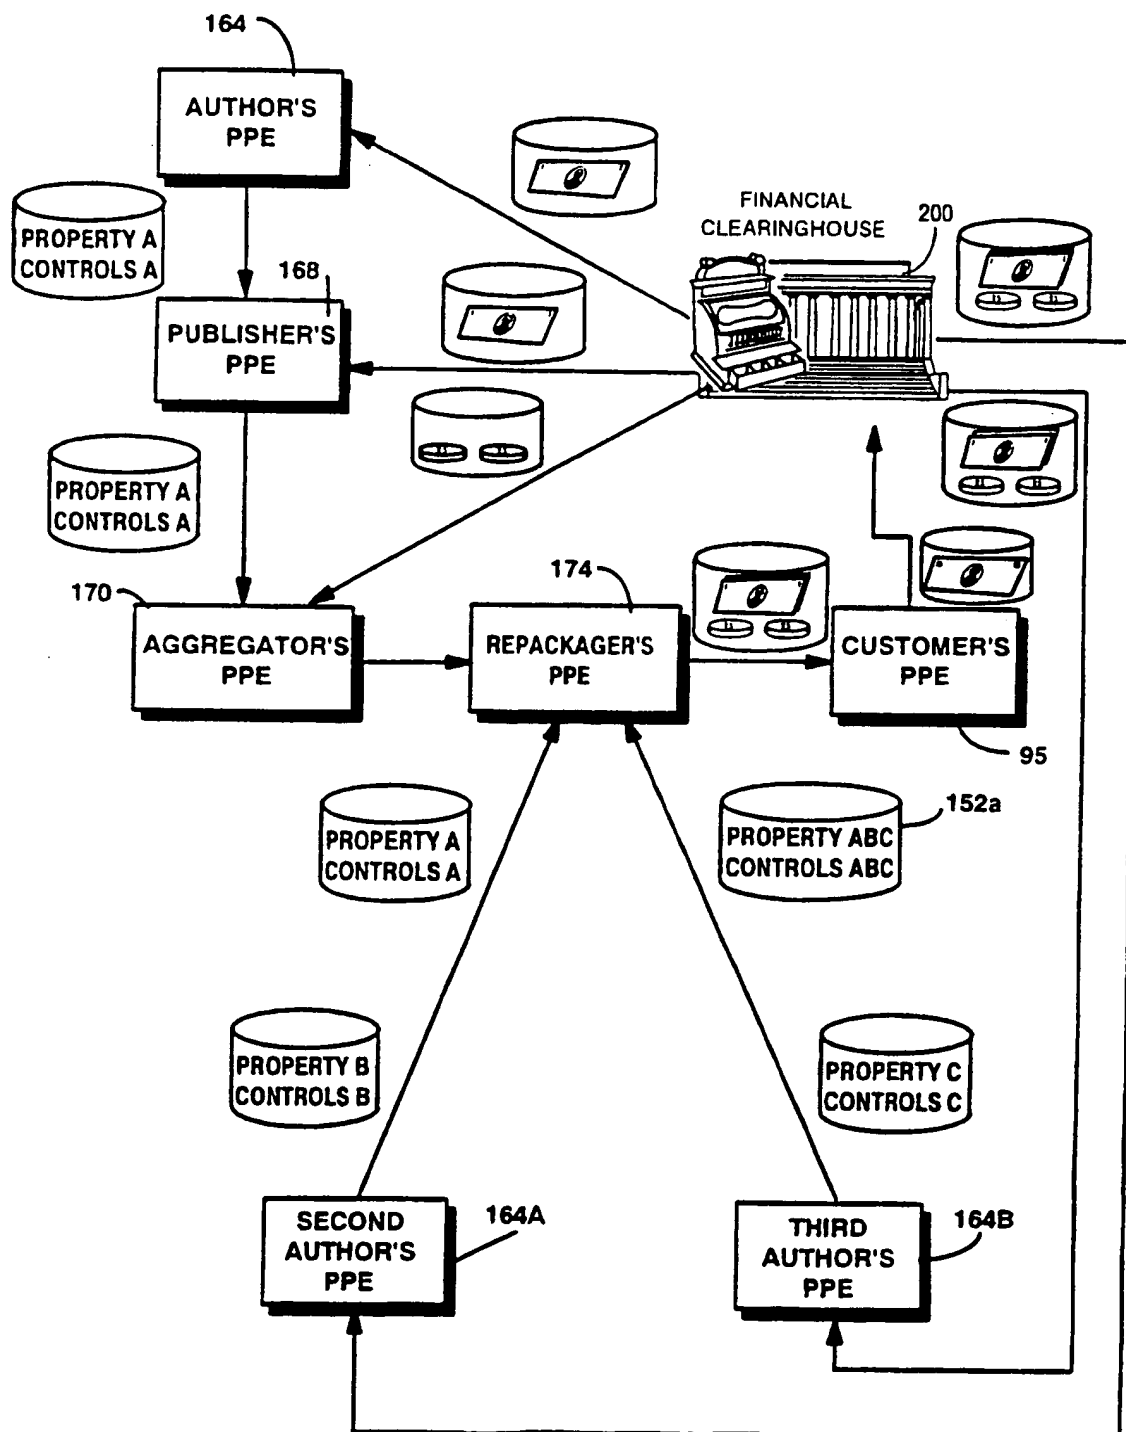 164
AUTHOR'S
PPE
PROPERTY A
CONTROLS A
168
PUBLISHER'S
PPE
FINANCIAL
CLEARINGHOUSE
200
PROPERTY A
CONTROLS A
170
AGGREGATOR'S
PPE
174
REPACKAGER'S
PPE
CUSTOMER'S
PPE
95
PROPERTY A
CONTROLS A
PROPERTY ABC
CONTROLS ABC
152a
PROPERTY B
CONTROLS B
PROPERTY C
CONTROLS C
SECOND
AUTHOR'S
PPE
164A
THIRD
AUTHOR'S
PPE
164B